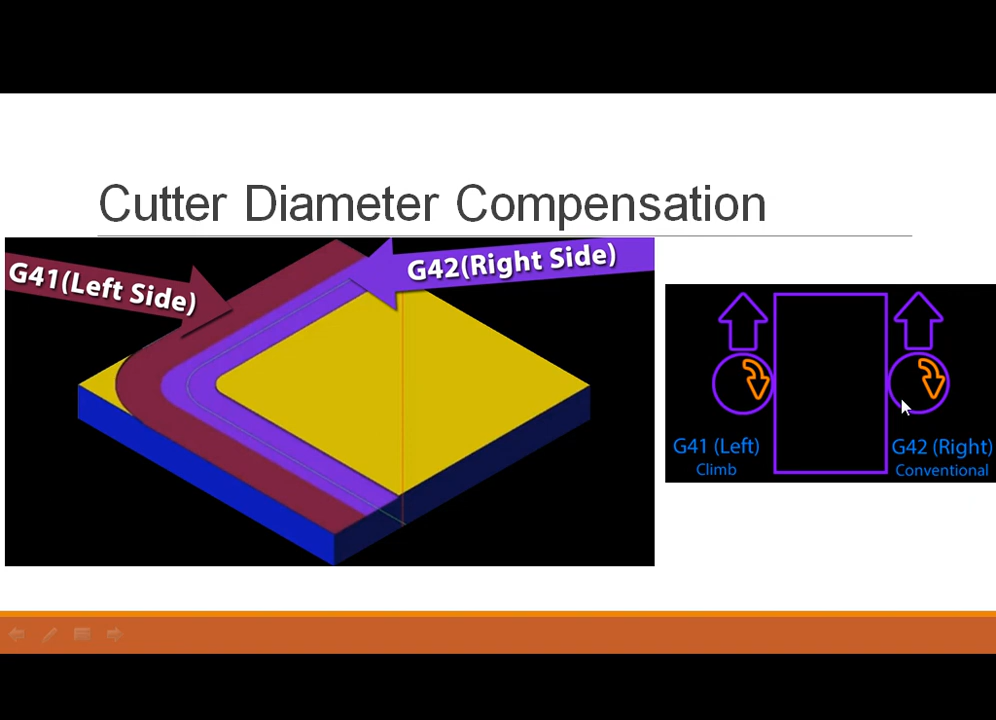 Cutter Diameter Compensation
G41(Left Side)
G42(Right Side)
G41 (Left)
Climb
G42 (Right)
Conventional